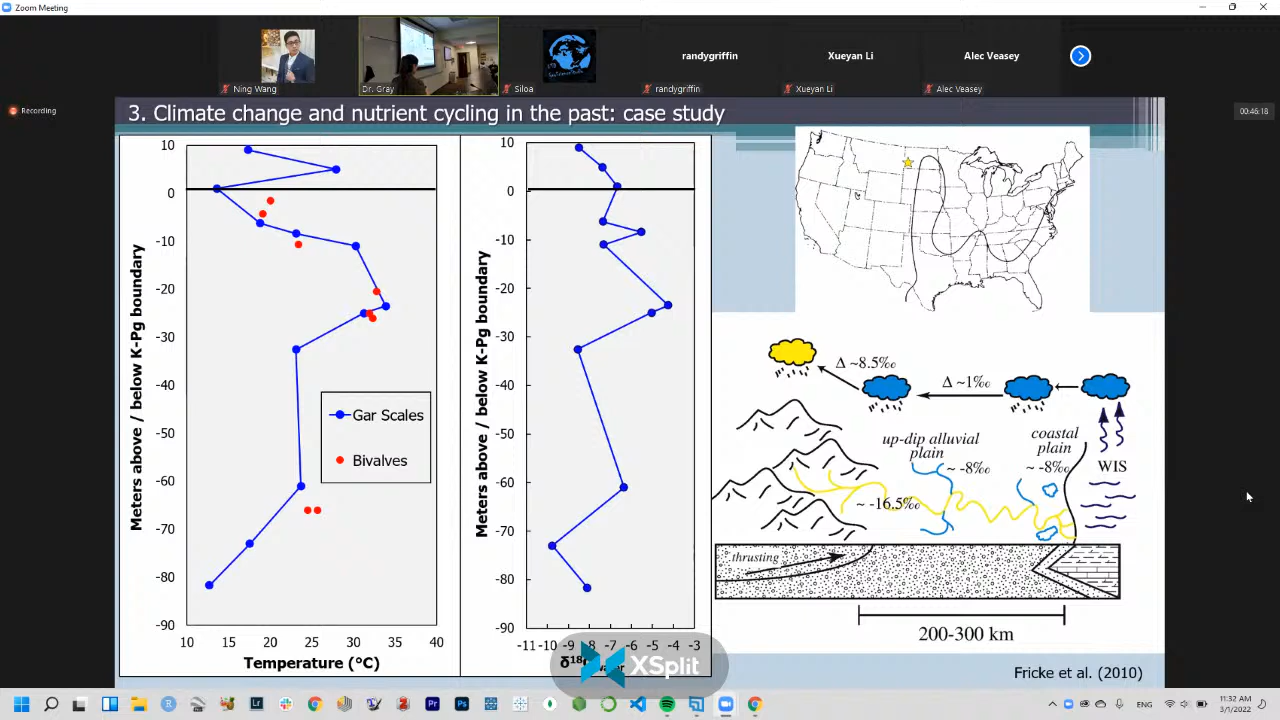 Zoom Meeting
Ning Wang
Dr. Gray
Siloa
randygriffin
randygriffin
Xueyan Li
Xueyan Li
Alec Veasey
Alec Veasey
Recording
00:46:18
3. Climate change and nutrient cycling in the past: case study
Meters above / below K-Pg boundary
10
0
-10
-20
-30
-40
-50
-60
-70
-80
-90
10 15 20 25 30 35 40
Temperature (°C)
Gar Scales
Bivalves
Meters above / below K-Pg boundary
10
0
-10
-20
-30
-40
-50
-60
-70
-80
-90
-11 -10 -9 -8 -7 -6 -5 -4 -3
δ18
XSplit
Δ ~8.5‰
Δ ~1‰
up-dip alluvial
plain
~ -8‰
coastal
plain
~ -8‰
WIS
~ -16.5‰
thrusting
200-300 km
Fricke et al. (2010)
ENG
11:32 AM
3/1/2022